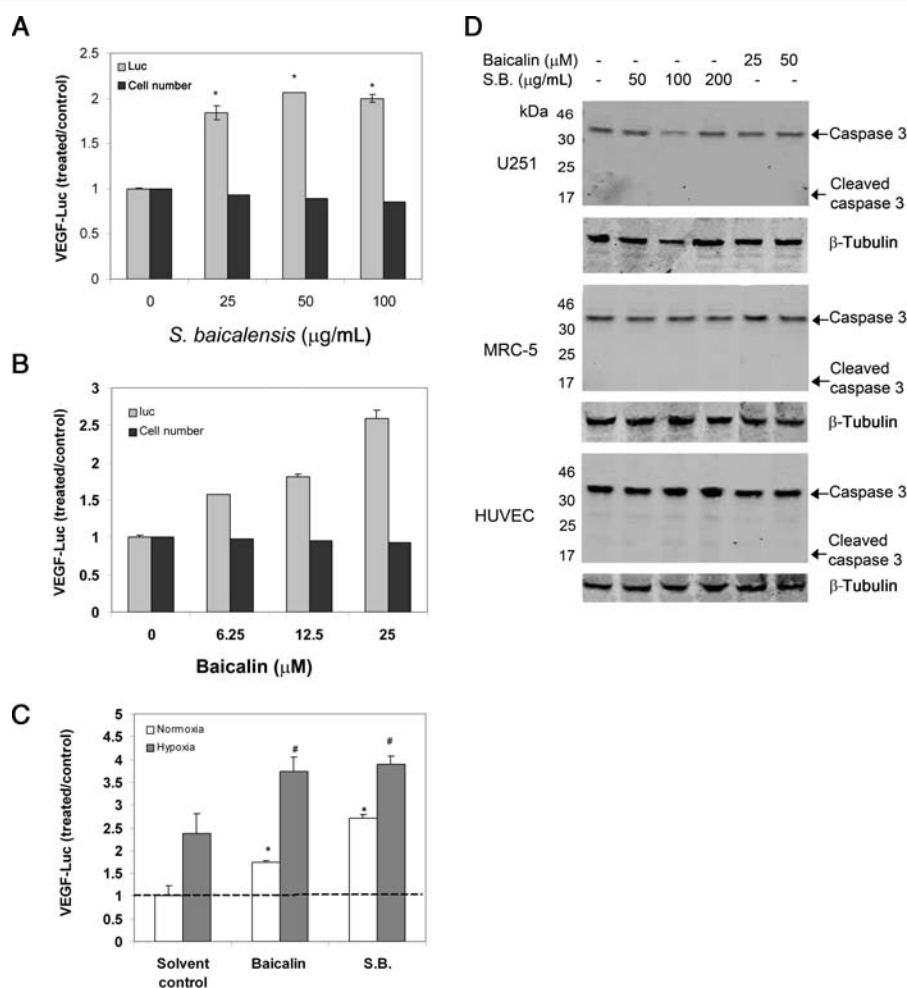 A
VEGF-Luc (treated/control)
2.5
2
1.5
1
0.5
0
Luc
Cell number
* * *
0 25 50 100
S. baicalensis (μg/mL)
B
VEGF-Luc (treated/control)
3
2.5
2
1.5
1
0.5
0
luc
Cell number
0 6.25 12.5 25
Baicalin (μM)
C
VEGF-Luc (treated/control)
5
4.5
4
3.5
3
2.5
2
1.5
1
0.5
0
Normoxia
Hypoxia
# #
* *
Solvent control
Baicalin
S.B.
D
Baicalin (μM) - - - - 25 50
S.B. (μg/mL) - 50 100 200 - -
kDa
U251
46
30
25
17
Caspase 3
Cleaved
caspase 3
β-Tubulin
MRC-5
46
30
25
17
Caspase 3
Cleaved
caspase 3
β-Tubulin
HUVEC
46
30
25
17
Caspase 3
Cleaved
caspase 3
β-Tubulin